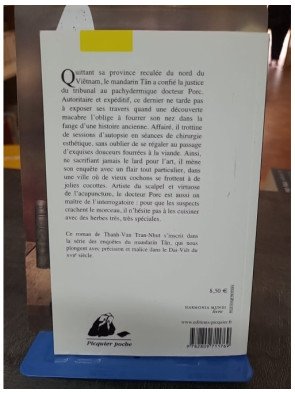 Quittant sa province reculée du nord du
Viêtnam, le mandarin Tân a confié la justice
du tribunal au pachydermique docteur Porc.
Autoritaire et expéditif, ce dernier ne tarde pas
à exposer ses travers quand une découverte
macabre l'oblige à fourrer son nez dans la
fange d'une histoire ancienne. Affairé, il trottine
de sessions d'autopsie en séances de chirurgie
esthétique, sans oublier de se régaler au passage
d'exquises douceurs fourrées à la viande. Ainsi,
ne sacrifiant jamais le lard pour l'art, il mène
son enquête avec un flair tout particulier, dans
une ville où de vieux cochons se frottent à de
jolies cocottes. Artiste du scalpel et virtuose
de l'acupuncture, le docteur Porc est aussi un
maître de l'interrogatoire : pour que les suspects
crachent le morceau, il n'hésite pas à les cuisiner
avec des herbes très, très spéciales.
Ce roman de Thanh-Van Tran-Nhut s'inscrit dans
la série des enquêtes du mandarin Tân, qui nous
plongent avec précision et malice dans le Dai-Viêt du
XVIIe siècle.
8,50 €
HARMONIA MUNDI
livre
www.editions-picquier.fr
Picquier poche